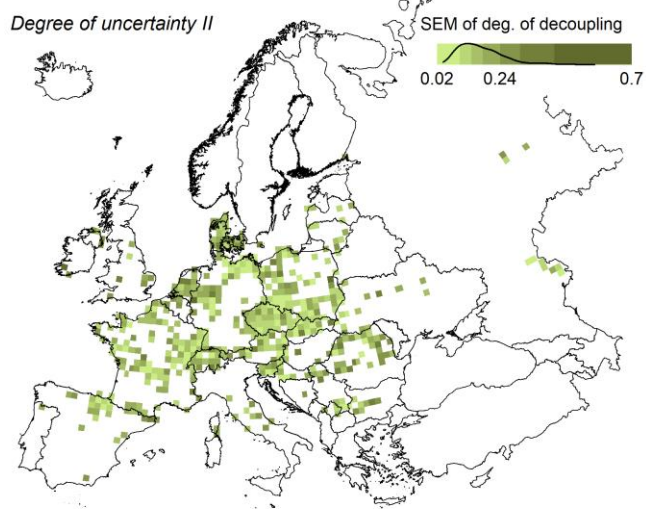 Degree of uncertainty II
SEM of deg. of decoupling
0.02 0.24 0.7